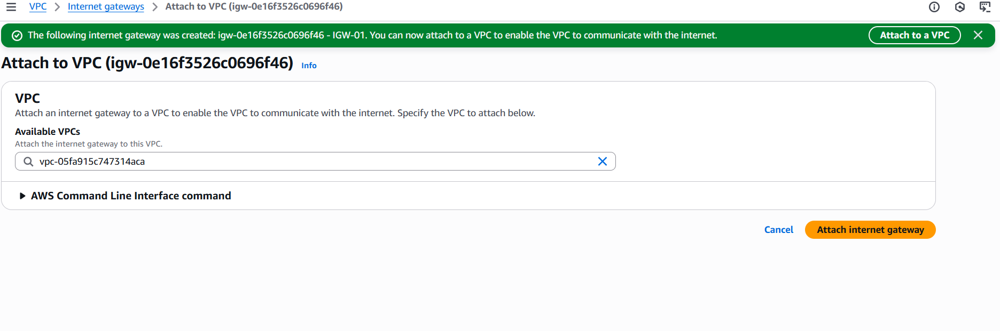 VPC > Internet gateways > Attach to VPC (igw-0e16f3526c0696f46)
The following internet gateway was created: igw-0e16f3526c0696f46 - IGW-01. You can now attach to a VPC to enable the VPC to communicate with the internet. Attach to a VPC
Attach to VPC (igw-0e16f3526c0696f46) Info
VPC
Attach an internet gateway to a VPC to enable the VPC to communicate with the internet. Specify the VPC to attach below.
Available VPCs
Attach the internet gateway to this VPC.
vpc-05fa915c747314aca
AWS Command Line Interface command
Cancel Attach internet gateway